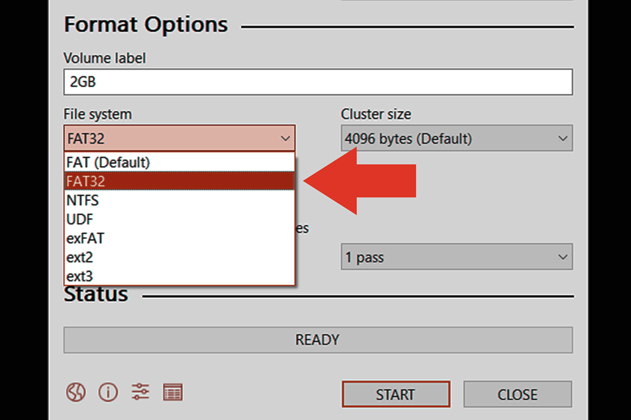 Format Options
Volume label
2GB
File system
Cluster size
FAT32
4096 bytes (Default)
FAT (Default)
FAT32
NTFS
UDF
exFAT
ext2
ext3
es
1 pass
Status
READY
START
CLOSE